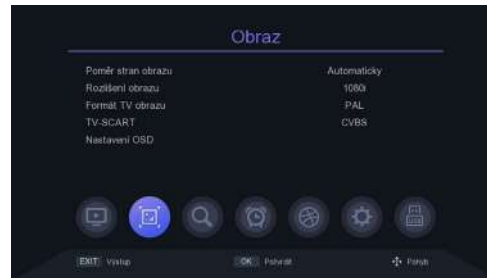 Obraz
Poměr stran obrazu Automaticky
Rozlišení obrazu 1080i
Formát TV obrazu PAL
TV-SCART CVBS
Nastavení OSD
EXIT Výstup OK Potvrdit Pohyb